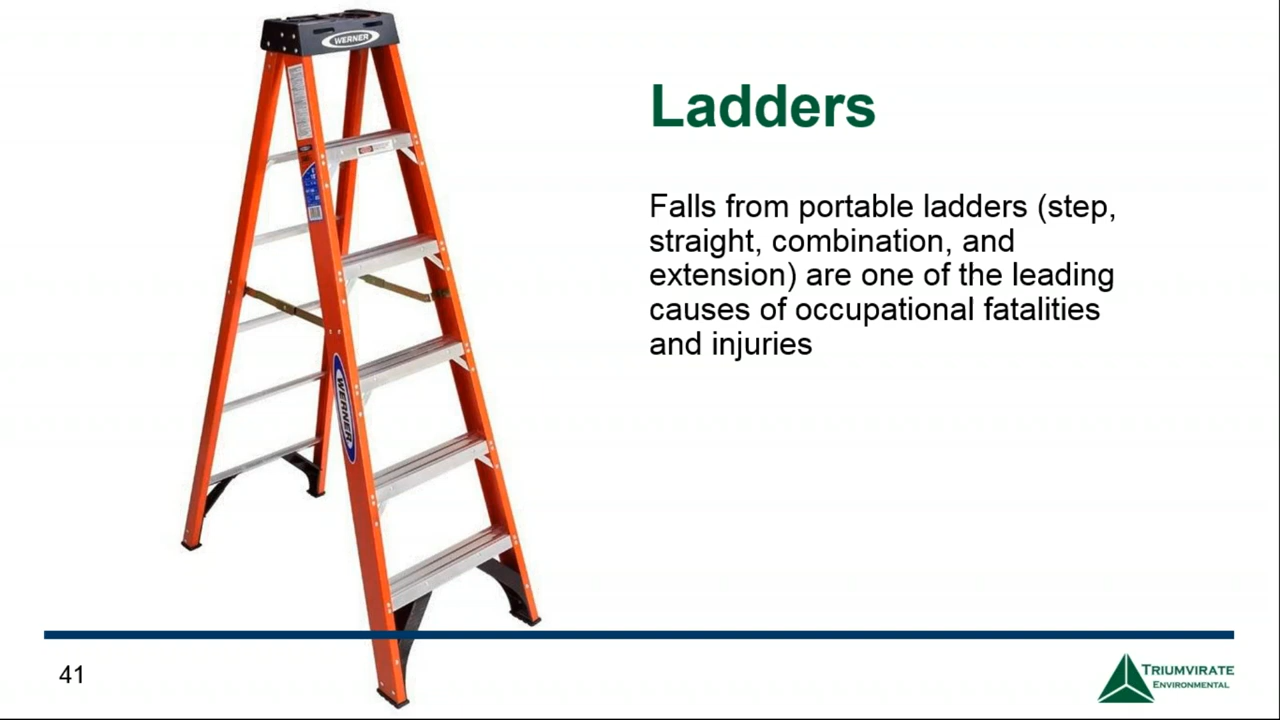 WERNER
Ladders
Falls from portable ladders (step,
straight, combination, and
extension) are one of the leading
causes of occupational fatalities
and injuries
WERNER
41
TRIUMVIRATE
ENVIRONMENTAL